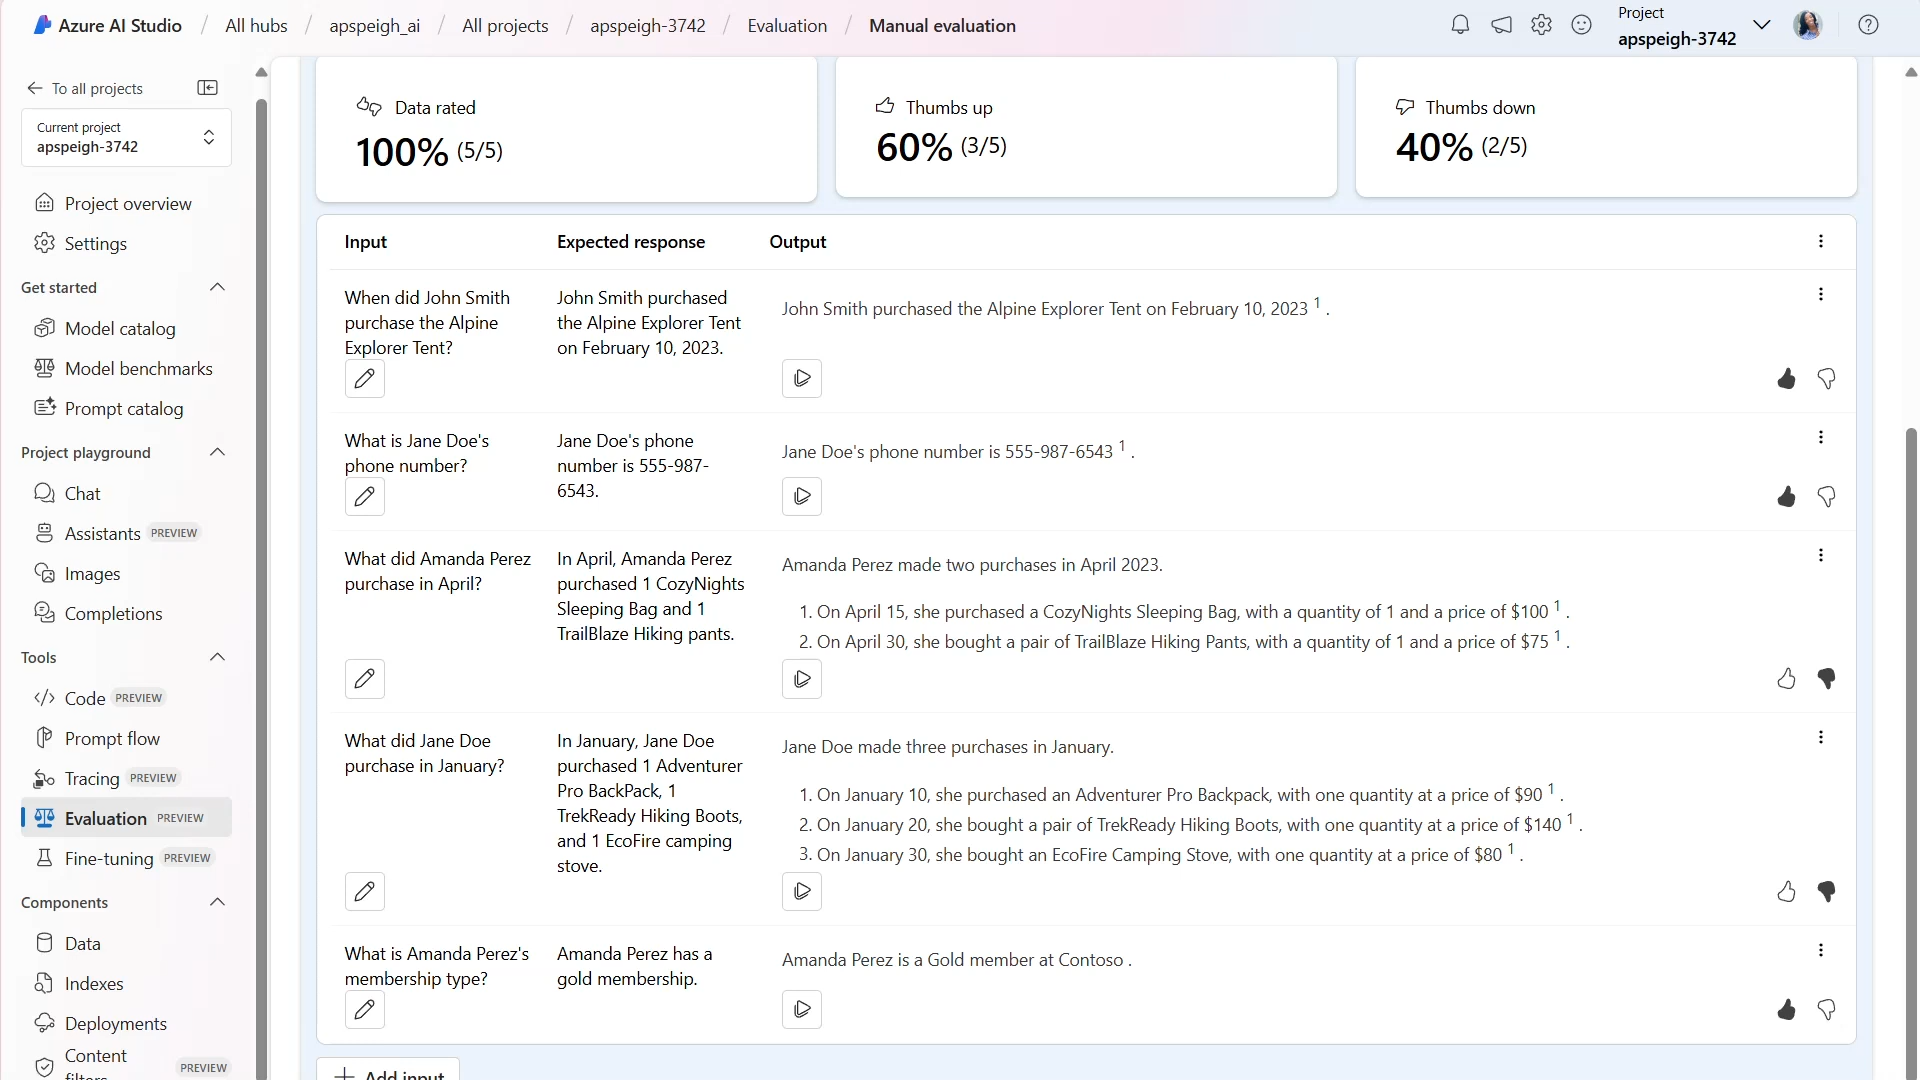 Azure AI Studio / All hubs / apspeigh_ai / All projects / apspeigh-3742 / Evaluation / Manual evaluation
Project
apspeigh-3742
To all projects
Current project
apspeigh-3742
Project overview
Settings
Get started
Model catalog
Model benchmarks
Prompt catalog
Project playground
Chat
Assistants PREVIEW
Images
Completions
Tools
Code PREVIEW
Prompt flow
Tracing PREVIEW
Evaluation PREVIEW
Fine-tuning PREVIEW
Components
Data
Indexes
Deployments
Content
filters
PREVIEW
Data rated
100% (5/5)
Thumbs up
60% (3/5)
Thumbs down
40% (2/5)
Input Expected response Output
When did John Smith
purchase the Alpine
Explorer Tent?
John Smith purchased
the Alpine Explorer Tent
on February 10, 2023.
John Smith purchased the Alpine Explorer Tent on February 10, 2023 1 .
What is Jane Doe's
phone number?
Jane Doe's phone
number is 555-987-
6543.
Jane Doe's phone number is 555-987-6543 1 .
What did Amanda Perez
purchase in April?
In April, Amanda Perez
purchased 1 CozyNights
Sleeping Bag and 1
TrailBlaze Hiking pants.
Amanda Perez made two purchases in April 2023.
1. On April 15, she purchased a CozyNights Sleeping Bag, with a quantity of 1 and a price of $100 1 .
2. On April 30, she bought a pair of TrailBlaze Hiking Pants, with a quantity of 1 and a price of $75 1 .
What did Jane Doe
purchase in January?
In January, Jane Doe
purchased 1 Adventurer
Pro BackPack, 1
TrekReady Hiking Boots,
and 1 EcoFire camping
stove.
Jane Doe made three purchases in January.
1. On January 10, she purchased an Adventurer Pro Backpack, with one quantity at a price of $90 1 .
2. On January 20, she bought a pair of TrekReady Hiking Boots, with one quantity at a price of $140 1 .
3. On January 30, she bought an EcoFire Camping Stove, with one quantity at a price of $80 1 .
What is Amanda Perez's
membership type?
Amanda Perez has a
gold membership.
Amanda Perez is a Gold member at Contoso .
Add input